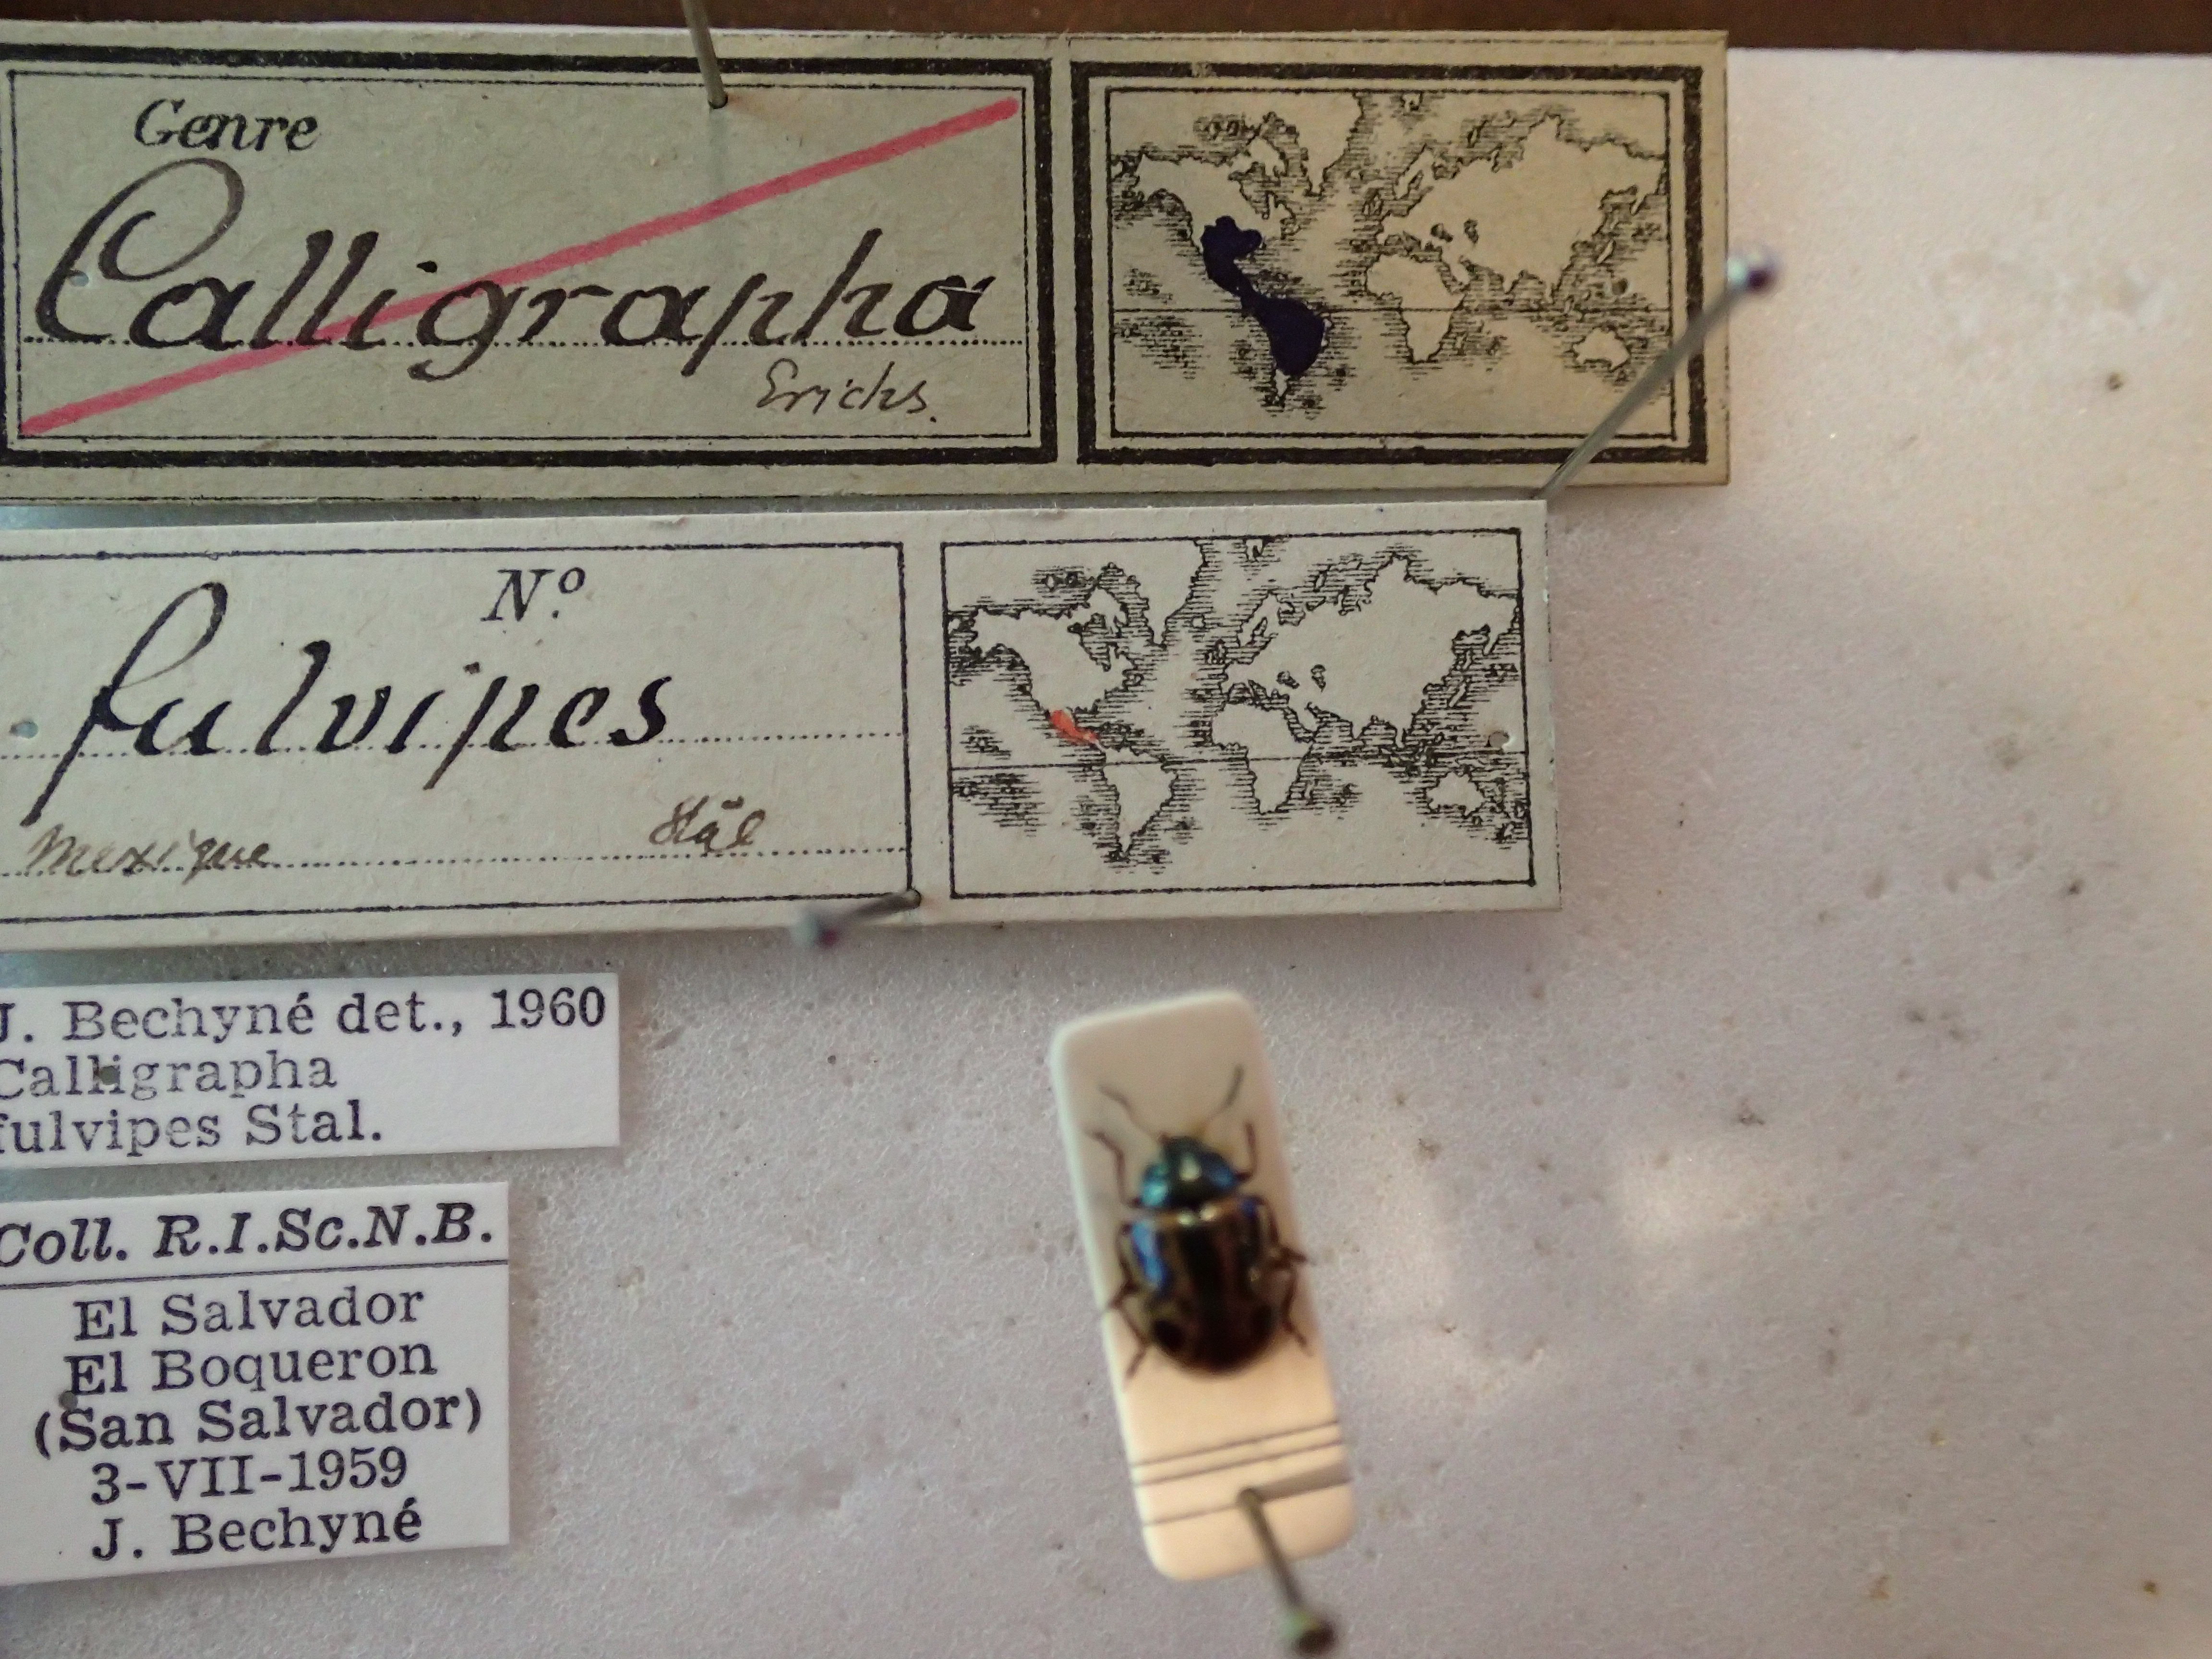 Genre
Calligrapha
Erichs.
N.º
fulvipes
Mexique Stål
J. Bechyné det., 1960
Calligrapha
fulvipes Stal.
Coll. R.I.Sc.N.B.
El Salvador
El Boqueron
(San Salvador)
3-VII-1959
J. Bechyné